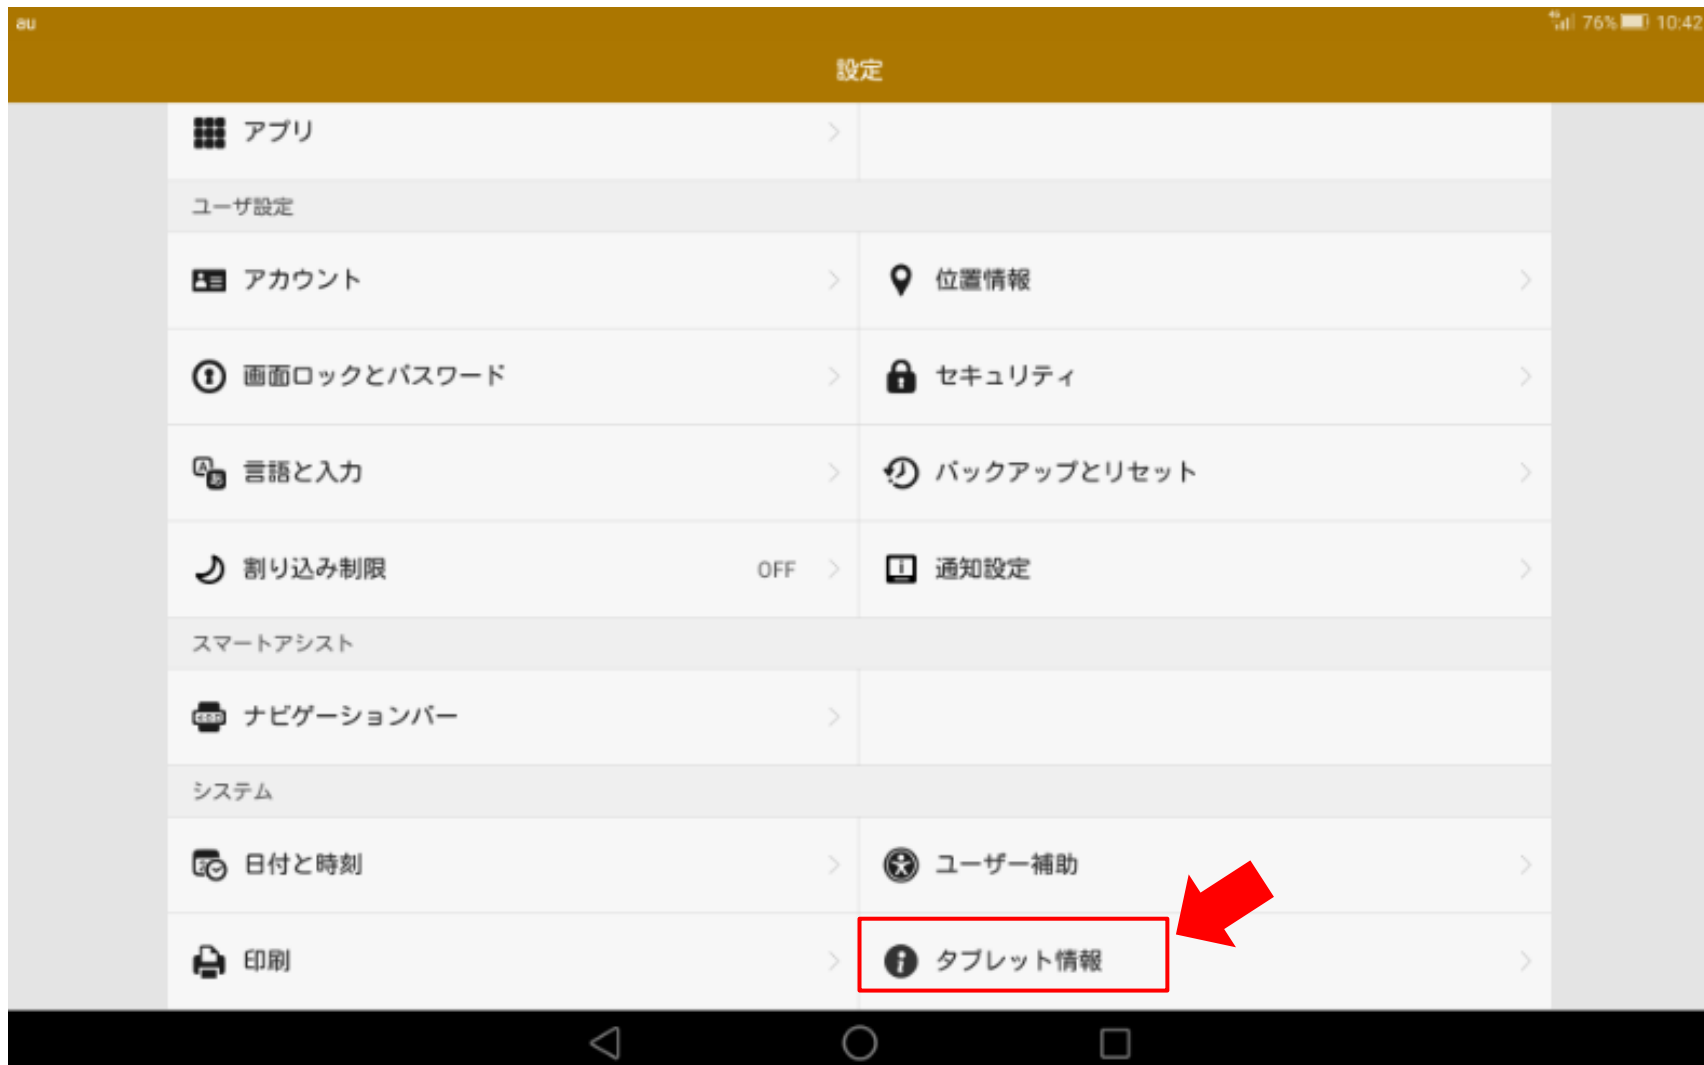 au 76% 10:42
設定
アプリ
ユーザ設定
アカウント 位置情報
画面ロックとパスワード セキュリティ
言語と入力 バックアップとリセット
割り込み制限 OFF 通知設定
スマートアシスト
ナビゲーションバー
システム
日付と時刻 ユーザー補助
印刷 タブレット情報